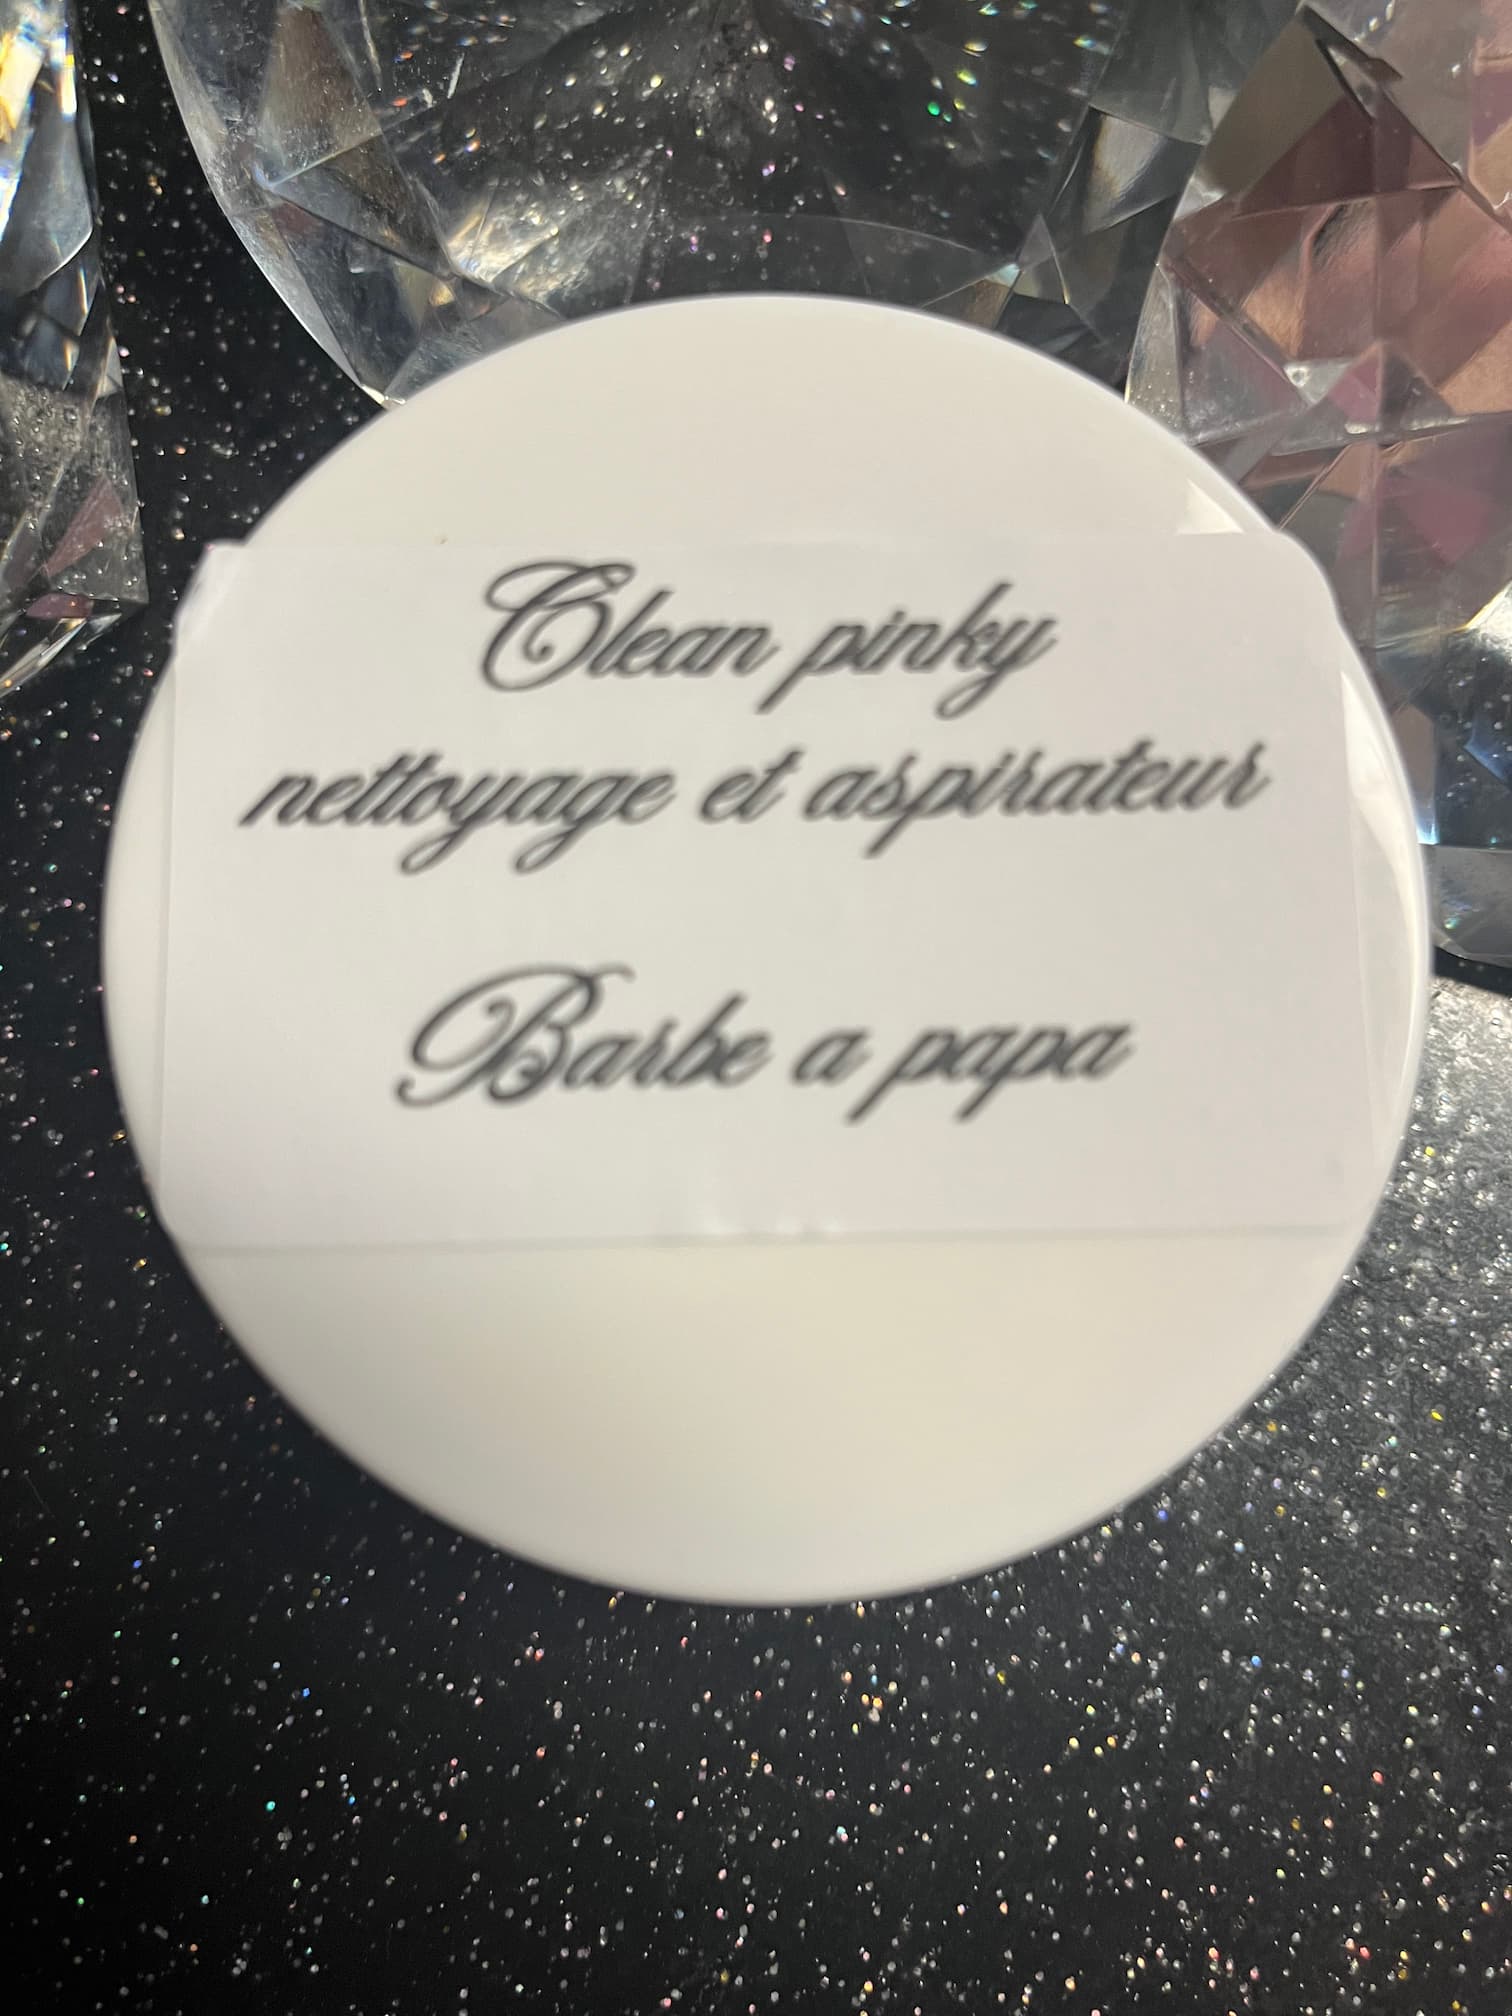 Clean pinky
nettoyage et aspirateur
Barbe a papa